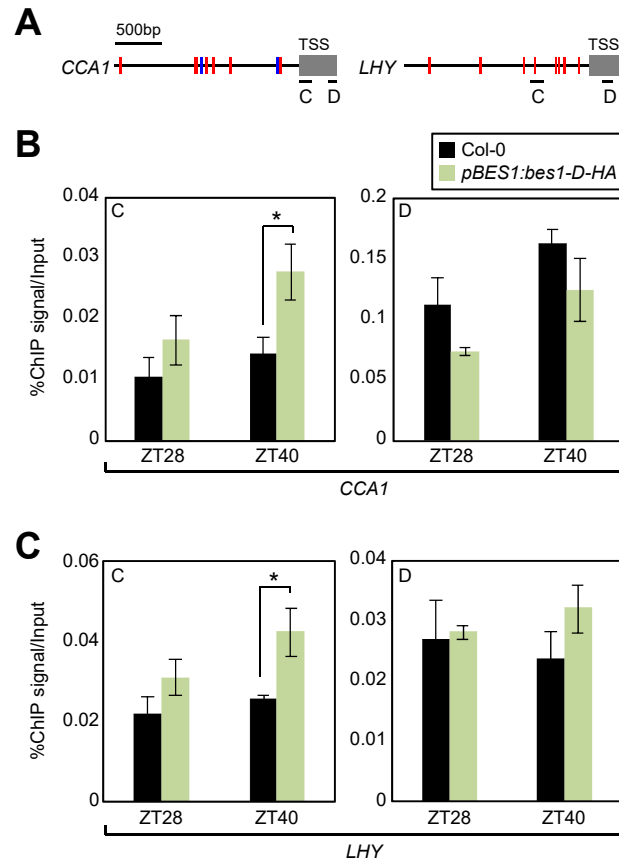 A
500bp
TSS
TSS
CCA1
LHY
C
D
C
D
B
Col-0
pBES1:bes1-D-HA
%ChIP signal/Input
0.04
0.03
0.02
0.01
0
C
*
ZT28
ZT40
0.2
0.15
0.1
0.05
0
D
ZT28
ZT40
CCA1
C
%ChIP signal/Input
0.06
0.04
0.02
0
C
*
ZT28
ZT40
0.04
0.03
0.02
0.01
0
D
ZT28
ZT40
LHY